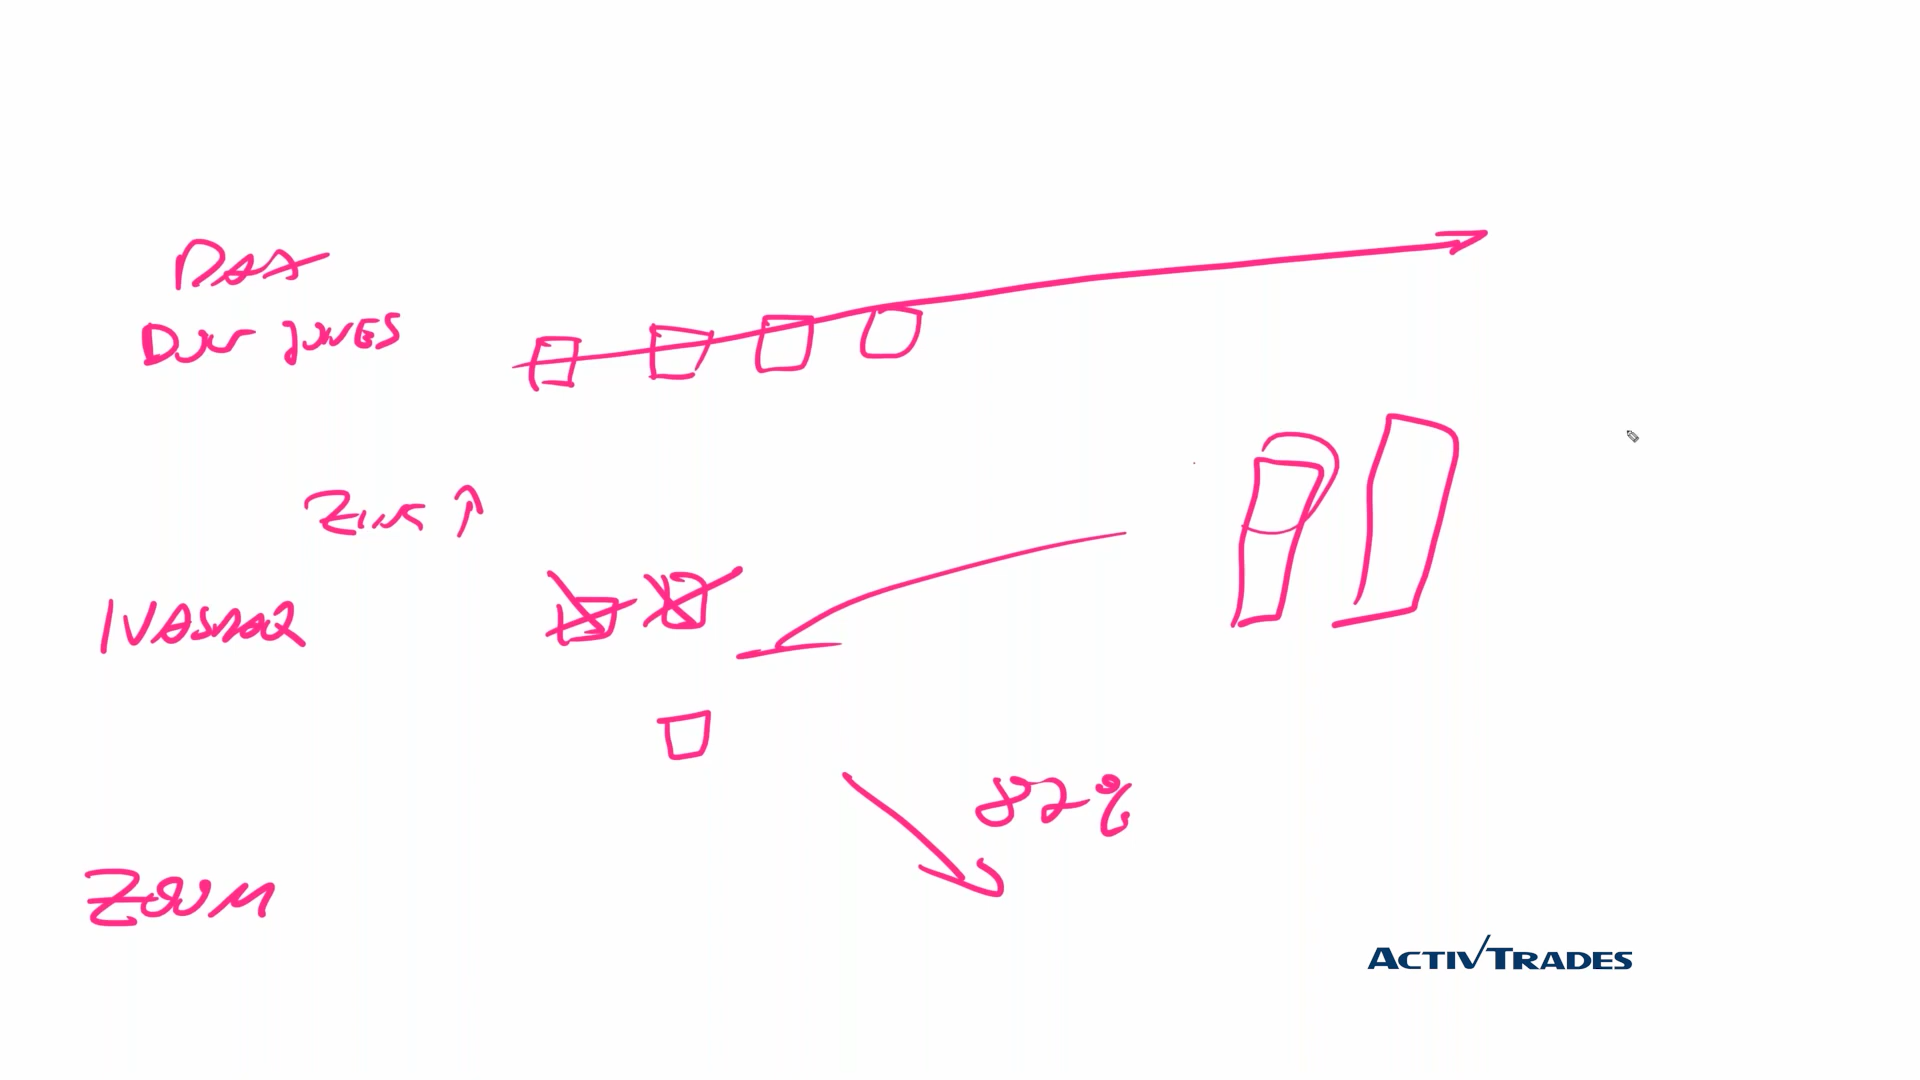 DAX
DOW JONES
ZINS ↑
NASDAQ
82%
ZOOM
ACTIVTRADES